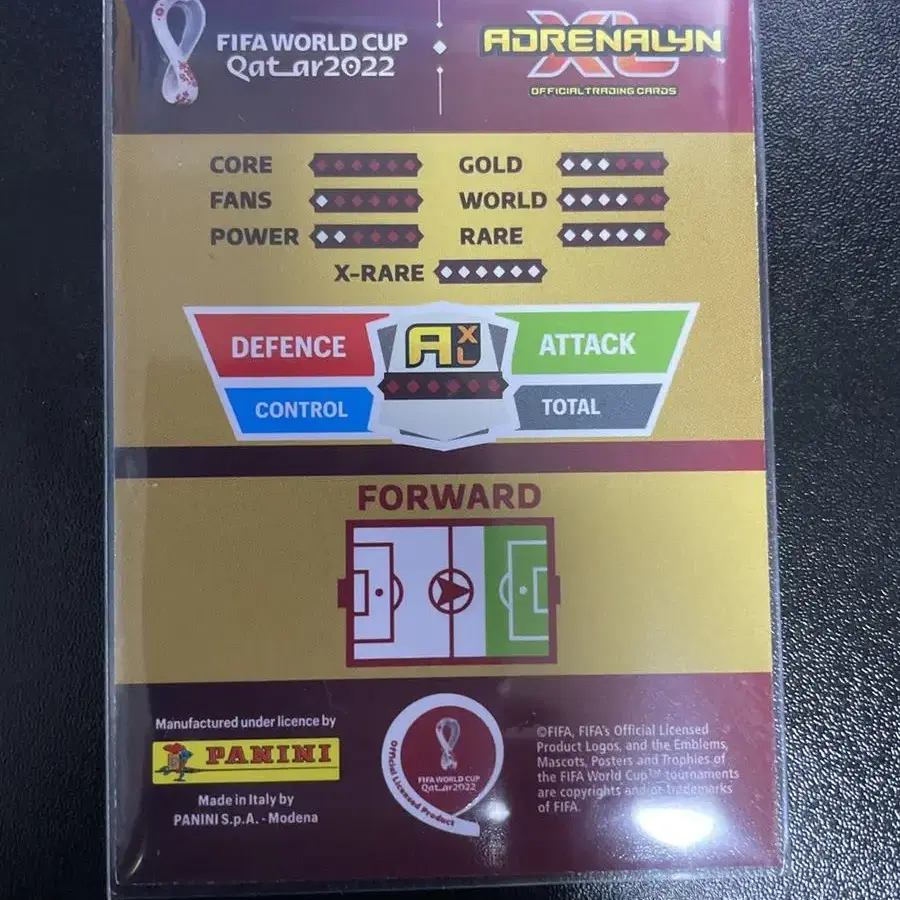 FIFA WORLD CUP
Qatar2022
ADRENALYN
XL
OFFICIAL TRADING CARDS
CORE
GOLD
FANS
WORLD
POWER
RARE
X-RARE
DEFENCE
AXL
ATTACK
CONTROL
TOTAL
FORWARD
Manufactured under licence by
PANINI
Made in Italy by
PANINI S.p.A. - Modena
FIFA WORLD CUP
Qatar2022
Official Licensed Product
©FIFA, FIFA's Official Licensed
Product Logos, and the Emblems,
Mascots, Posters and Trophies of
the FIFA World Cup™ tournaments
are copyrights and/or trademarks
of FIFA.